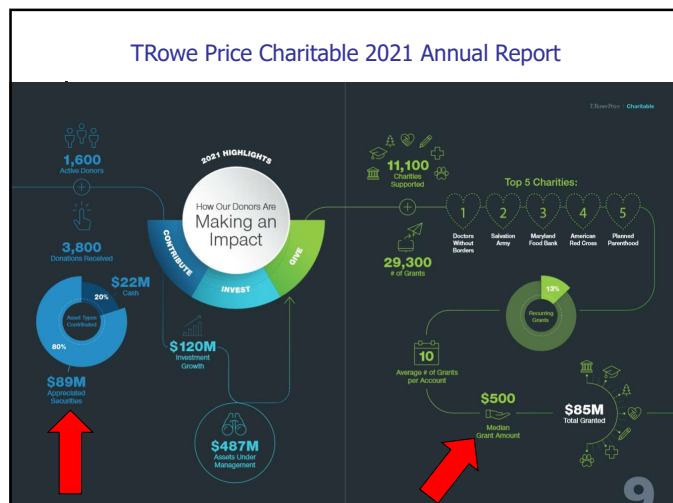 TRowe Price Charitable 2021 Annual Report
T.RowePrice | Charitable
1,600
Active Donors
3,800
Donations Received
$22M
Cash
20%
Asset Types
Contributed
80%
$89M
Appreciated
Securities
2021 HIGHLIGHTS
How Our Donors Are
Making an
Impact
CONTRIBUTE
INVEST
GIVE
$120M
Investment
Growth
$487M
Assets Under
Management
11,100
Charities
Supported
29,300
# of Grants
Top 5 Charities:
1
Doctors
Without
Borders
2
Salvation
Army
3
Maryland
Food Bank
4
American
Red Cross
5
Planned
Parenthood
13%
Recurring
Grants
10
Average # of Grants
per Account
$500
Median
Grant Amount
$85M
Total Granted
9